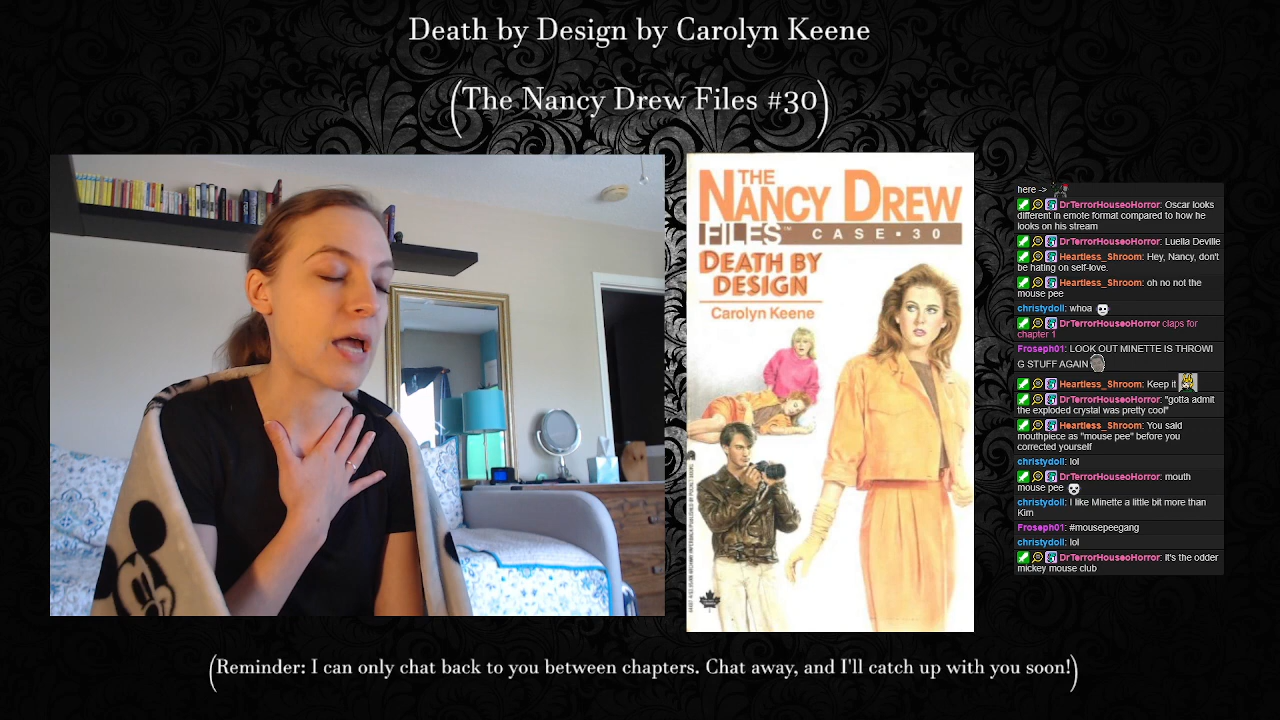 Death by Design by Carolyn Keene
(The Nancy Drew Files #30)
THE
NANCY DREW
FILES™ CASE • 30
DEATH BY
DESIGN
Carolyn Keene
here ->
DrTerrorHouseoHorror: Oscar looks
different in emote format compared to how he
looks on his stream
DrTerrorHouseoHorror: Luella Deville
Heartless_Shroom: Hey, Nancy, don't
be hating on self-love.
Heartless_Shroom: oh no not the
mouse pee
christydoll: whoa
DrTerrorHouseoHorror claps for
chapter 1
Froseph01: LOOK OUT MINETTE IS THROWI
G STUFF AGAIN
Heartless_Shroom: Keep it
DrTerrorHouseoHorror: "gotta admit
the exploded crystal was pretty cool"
Heartless_Shroom: You said
mouthpiece as "mouse pee" before you
corrected yourself
christydoll: lol
DrTerrorHouseoHorror: mouth
mouse pee
christydoll: I like Minette a little bit more than
Kim
Froseph01: #mousepeegang
christydoll: lol
DrTerrorHouseoHorror: It's the odder
mickey mouse club
(Reminder: I can only chat back to you between chapters. Chat away, and I'll catch up with you soon!)